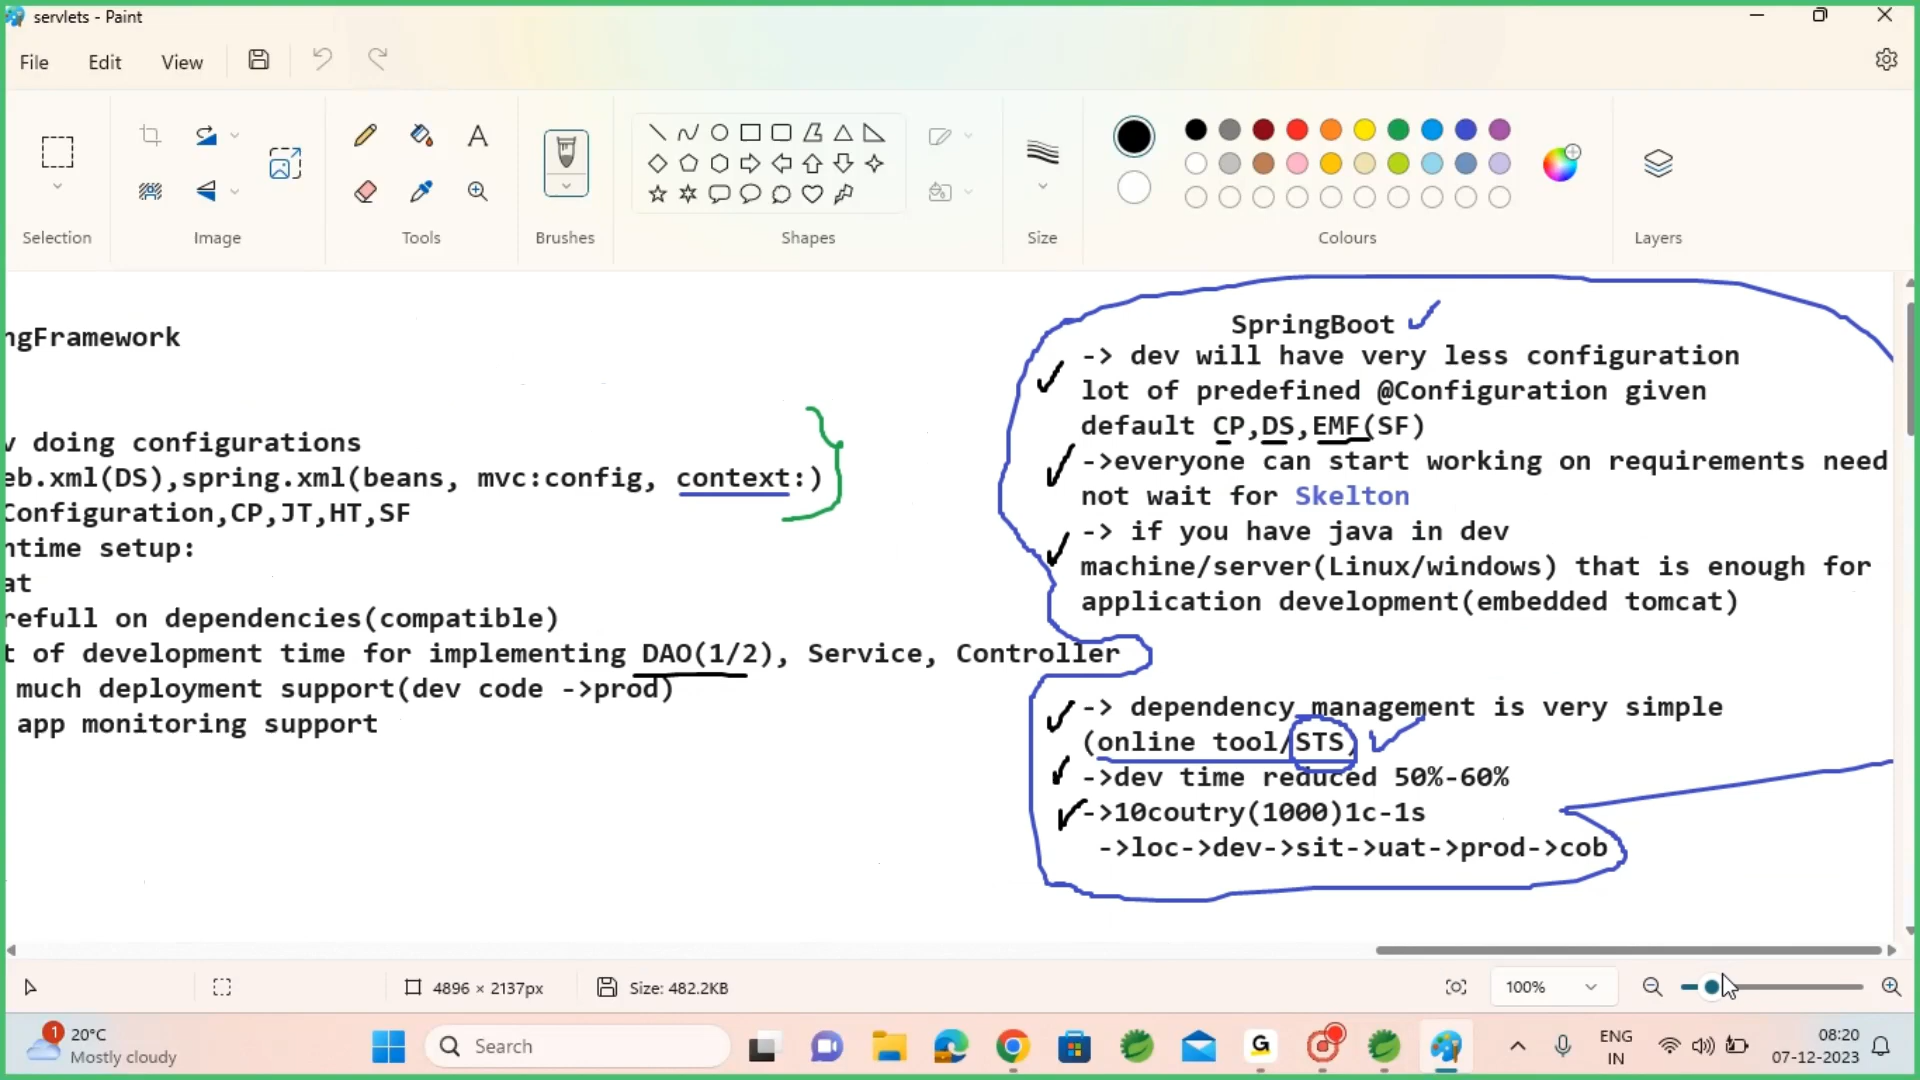 servlets - Paint
File Edit View
Selection Image Tools Brushes Shapes Size Colours Layers
ngFramework
v doing configurations
eb.xml(DS),spring.xml(beans, mvc:config, context:)
Configuration,CP,JT,HT,SF
ntime setup:
at
refull on dependencies(compatible)
t of development time for implementing DAO(1/2), Service, Controller
much deployment support(dev code ->prod)
app monitoring support
SpringBoot
-> dev will have very less configuration
lot of predefined @Configuration given
default CP,DS,EMF(SF)
->everyone can start working on requirements need
not wait for Skelton
-> if you have java in dev
machine/server(Linux/windows) that is enough for
application development(embedded tomcat)
-> dependency management is very simple
(online tool/STS)
->dev time reduced 50%-60%
->10coutry(1000)1c-1s
->loc->dev->sit->uat->prod->cob
4896 × 2137px Size: 482.2KB 100%
1 20°C
Mostly cloudy
Search
ENG
IN
08:20
07-12-2023